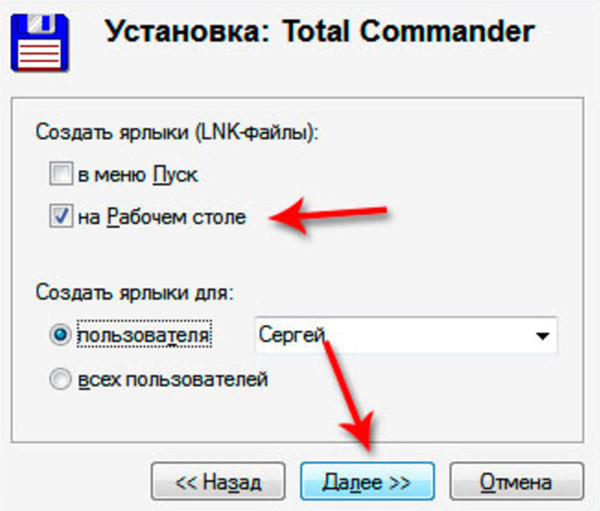 Установка: Total Commander
Создать ярлыки (LNK-файлы):
в меню Пуск
на Рабочем столе
Создать ярлыки для:
пользователя Сергей
всех пользователей
<< Назад Далее >> Отмена